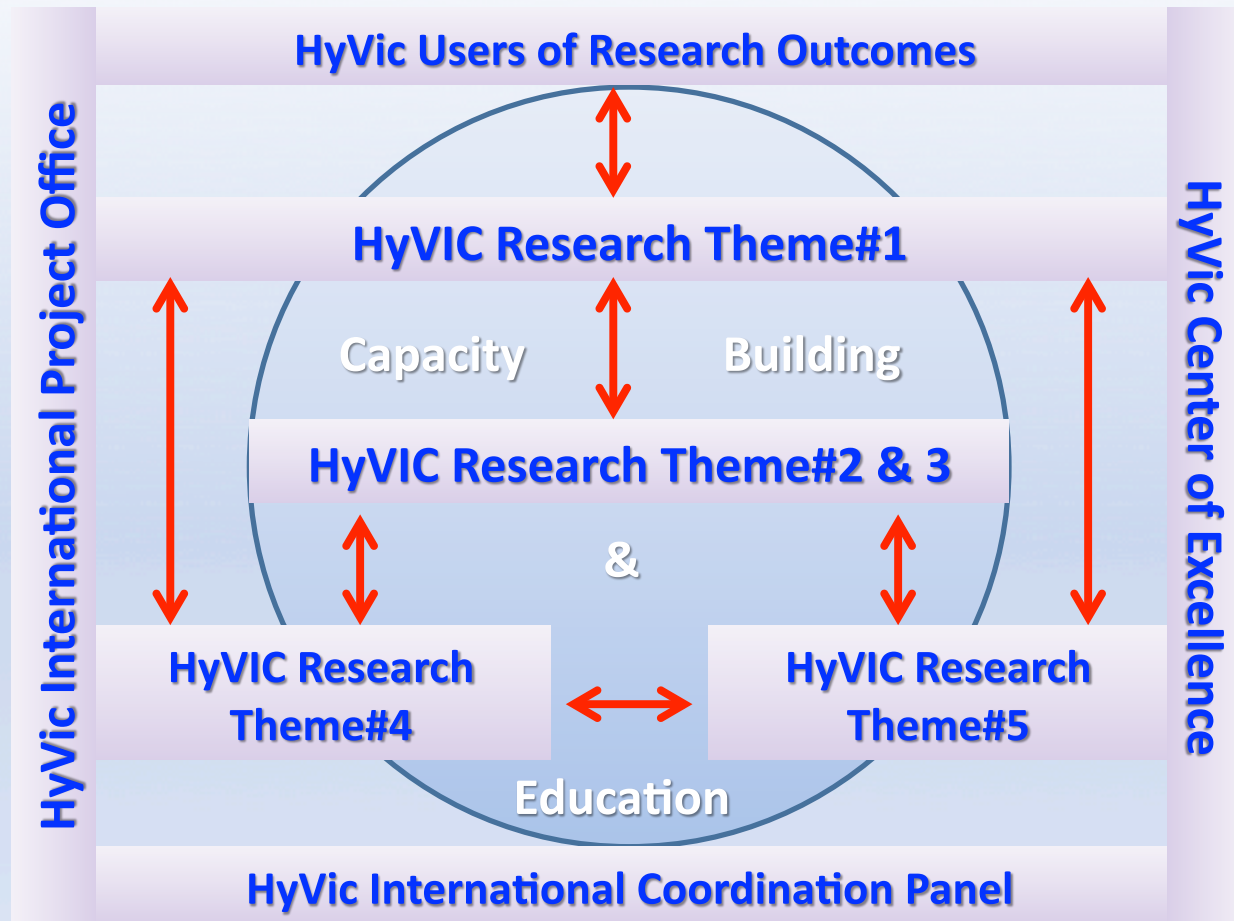 HyVic Users of Research Outcomes
HyVic International Project Office
HyVic Center of Excellence
HyVIC Research Theme#1
Capacity Building
HyVIC Research Theme#2 & 3
&
HyVIC Research
Theme#4
HyVIC Research
Theme#5
Education
HyVic International Coordination Panel